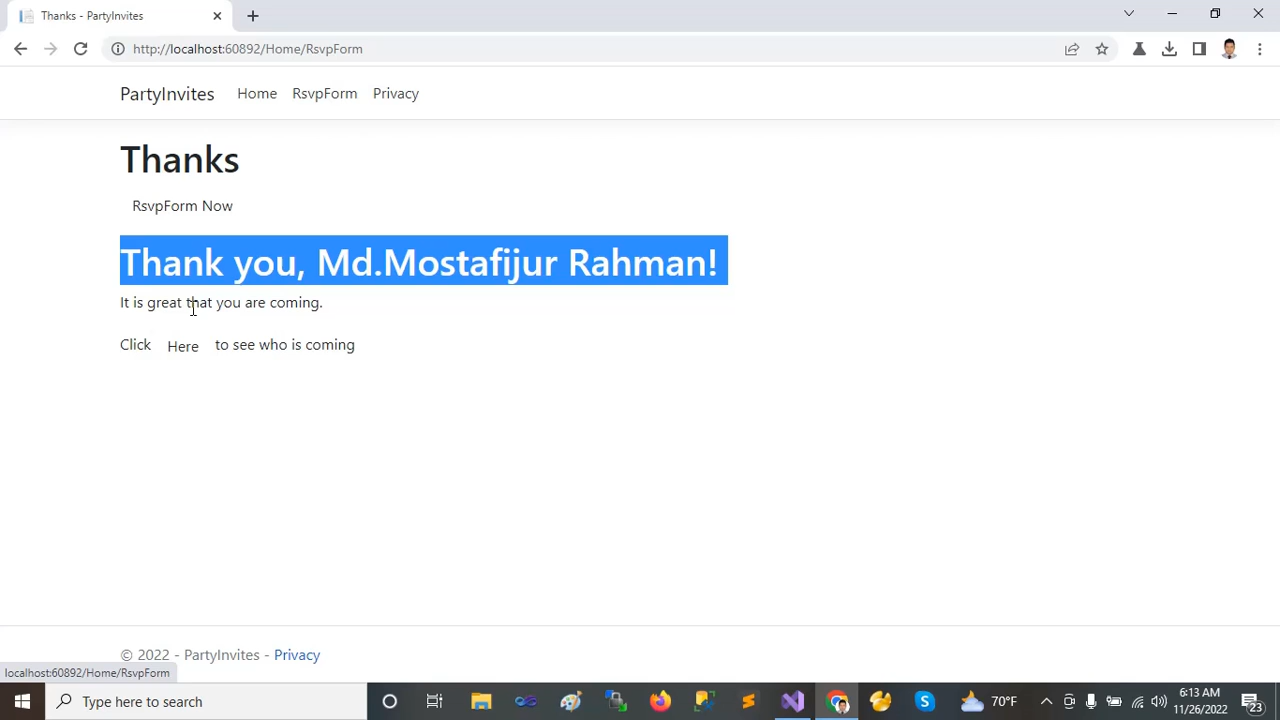 Thanks - PartyInvites
http://localhost:60892/Home/RsvpForm
PartyInvites Home RsvpForm Privacy
Thanks
RsvpForm Now
Thank you, Md.Mostafijur Rahman!
It is great that you are coming.
Click Here to see who is coming
© 2022 - PartyInvites - Privacy
localhost:60892/Home/RsvpForm
Type here to search
70°F
6:13 AM
11/26/2022
23